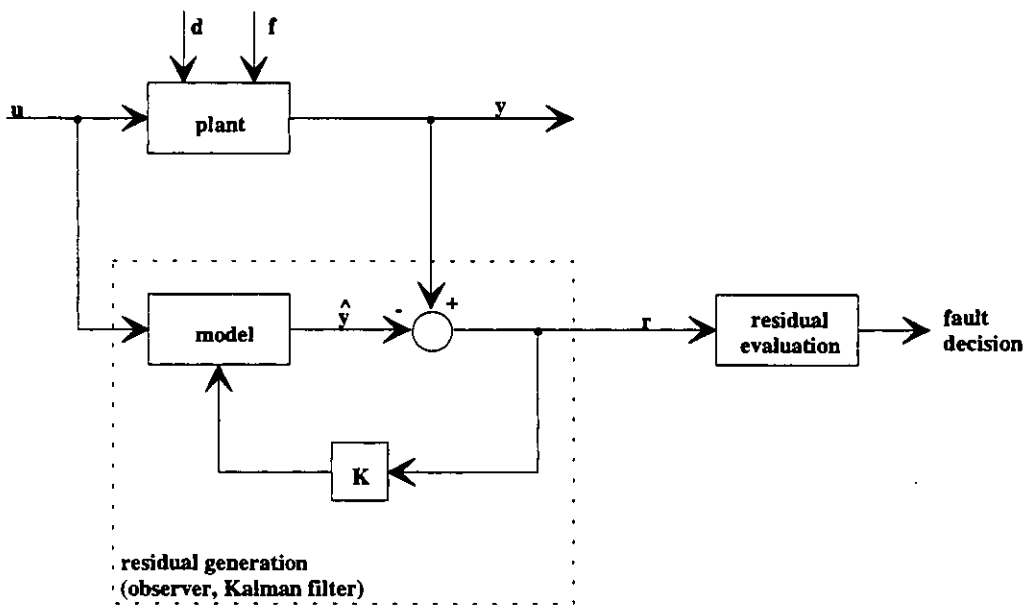 d f
u
plant
y
model
ŷ
- +
r
residual
evaluation
fault
decision
K
residual generation
(observer, Kalman filter)